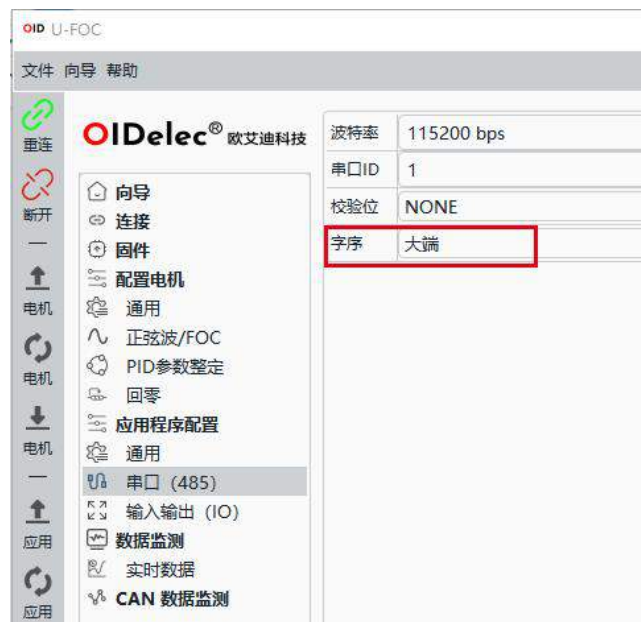 OID U-FOC
文件 向导 帮助
重连
断开
电机
电机
电机
应用
应用
OIDelec® 欧艾迪科技
向导
连接
固件
配置电机
通用
正弦波/FOC
PID参数整定
回零
应用程序配置
通用
串口 (485)
输入输出 (IO)
数据监测
实时数据
CAN 数据监测
波特率 115200 bps
串口ID 1
校验位 NONE
字序 大端